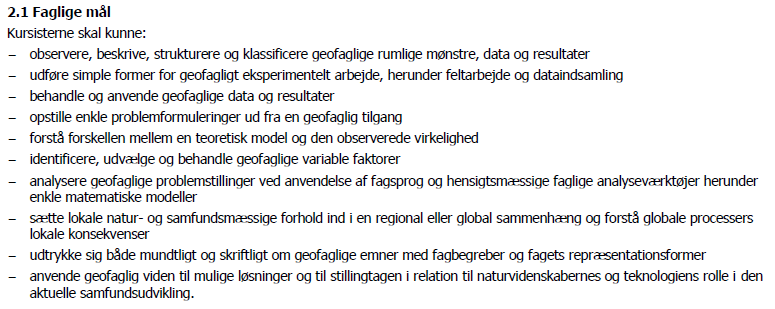 2.1 Faglige mål
Kursisterne skal kunne:
– observere, beskrive, strukturere og klassificere geofaglige rumlige mønstre, data og resultater
– udføre simple former for geofagligt eksperimentelt arbejde, herunder feltarbejde og dataindsamling
– behandle og anvende geofaglige data og resultater
– opstille enkle problemformuleringer ud fra en geofaglig tilgang
– forstå forskellen mellem en teoretisk model og den observerede virkelighed
– identificere, udvælge og behandle geofaglige variable faktorer
– analysere geofaglige problemstillinger ved anvendelse af fagsprog og hensigtsmæssige faglige analyseværktøjer herunder
enkle matematiske modeller
– sætte lokale natur- og samfundsmæssige forhold ind i en regional eller global sammenhæng og forstå globale processers
lokale konsekvenser
– udtrykke sig både mundtligt og skriftligt om geofaglige emner med fagbegreber og fagets repræsentationsformer
– anvende geofaglig viden til mulige løsninger og til stillingtagen i relation til naturvidenskabernes og teknologiens rolle i den
aktuelle samfundsudvikling.